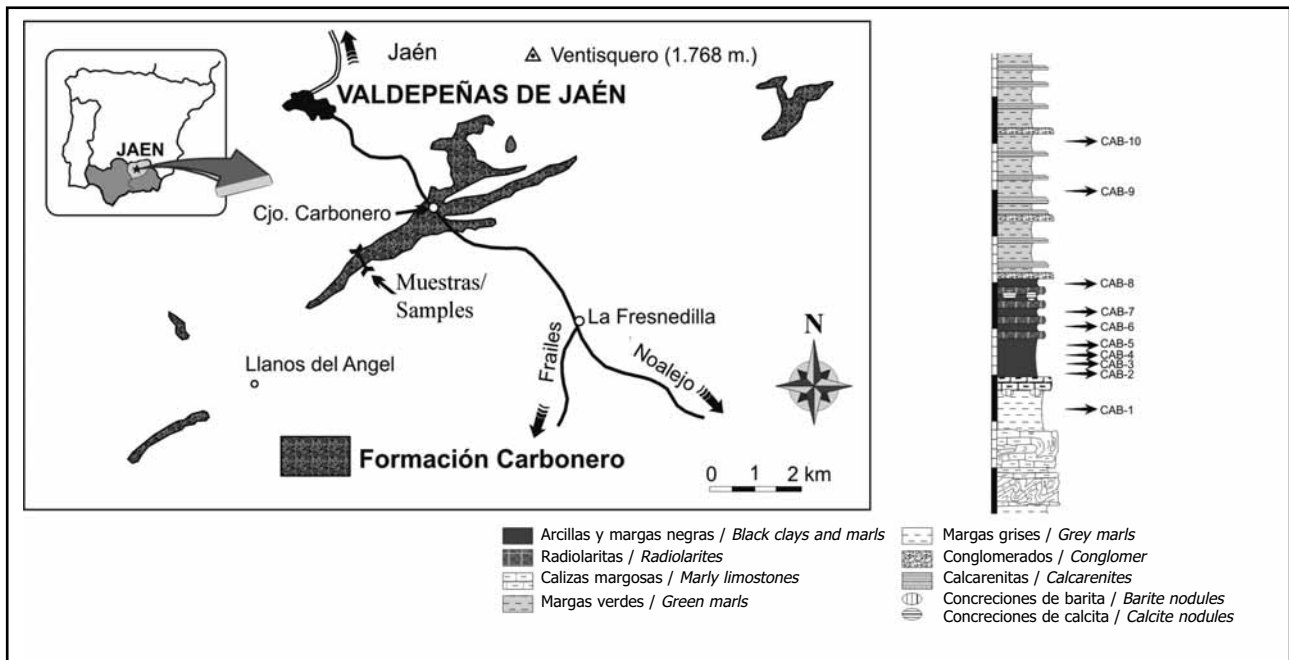 Jaén
Ventisquero (1.768 m.)
VALDEPEÑAS DE JAÉN
JAEN
Cjo. Carbonero
Muestras/
Samples
La Fresnedilla
Llanos del Angel
Frailes
Noalejo
N
Formación Carbonero
0 1 2 km
CAB-10
CAB-9
CAB-8
CAB-7
CAB-6
CAB-5
CAB-4
CAB-3
CAB-2
CAB-1
Arcillas y margas negras / Black clays and marls
Radiolaritas / Radiolarites
Calizas margosas / Marly limostones
Margas verdes / Green marls
Margas grises / Grey marls
Conglomerados / Conglomer
Calcarenitas / Calcarenites
Concreciones de barita / Barite nodules
Concreciones de calcita / Calcite nodules